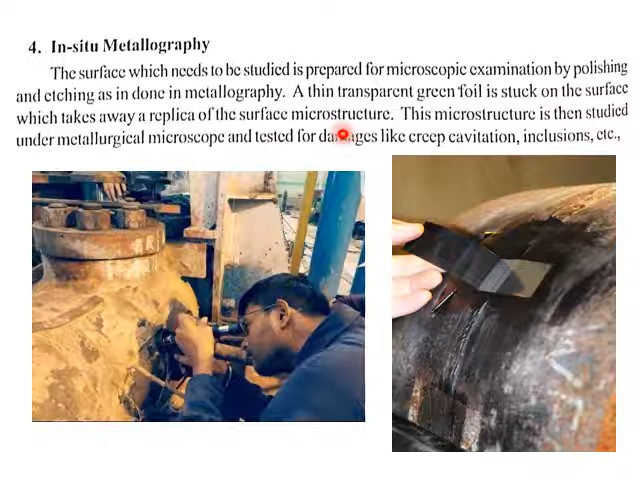 4. In-situ Metallography
The surface which needs to be studied is prepared for microscopic examination by polishing
and etching as in done in metallography. A thin transparent green foil is stuck on the surface
which takes away a replica of the surface microstructure. This microstructure is then studied
under metallurgical microscope and tested for damages like creep cavitation, inclusions, etc.,